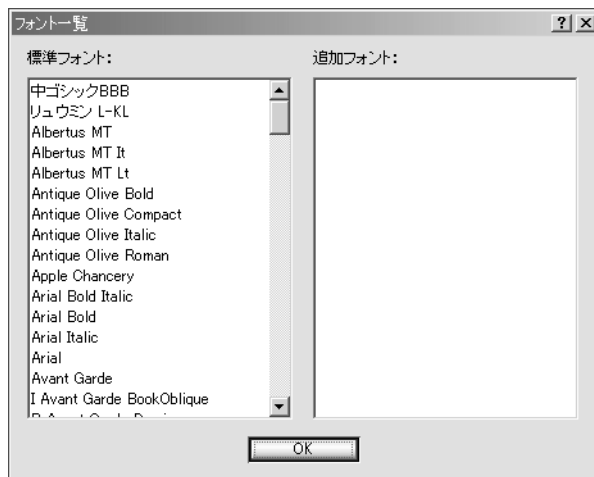 フォント一覧
標準フォント:
追加フォント:
中ゴシックBBB
リュウミン L-KL
Albertus MT
Albertus MT It
Albertus MT Lt
Antique Olive Bold
Antique Olive Compact
Antique Olive Italic
Antique Olive Roman
Apple Chancery
Arial Bold Italic
Arial Bold
Arial Italic
Arial
Avant Garde
I Avant Garde BookOblique
OK